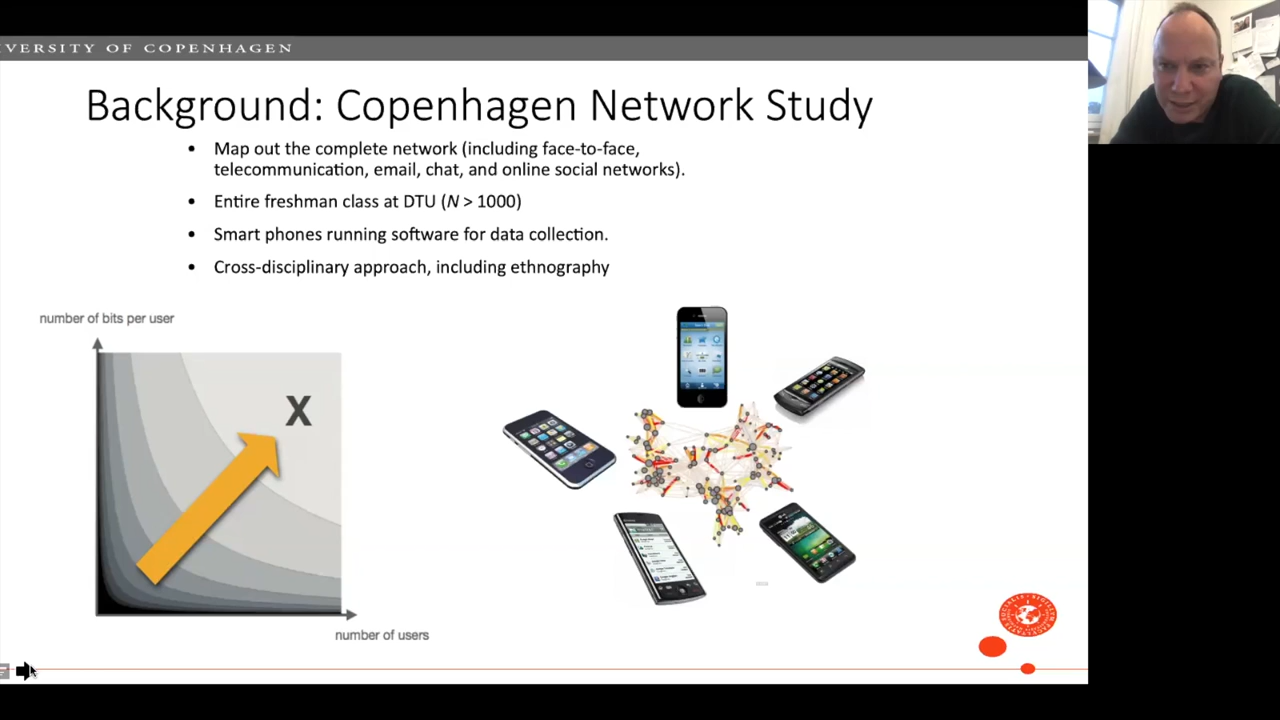 VERSITY OF COPENHAGEN
Background: Copenhagen Network Study
• Map out the complete network (including face-to-face,
telecommunication, email, chat, and online social networks).
• Entire freshman class at DTU (N > 1000)
• Smart phones running software for data collection.
• Cross-disciplinary approach, including ethnography
number of bits per user
X
number of users